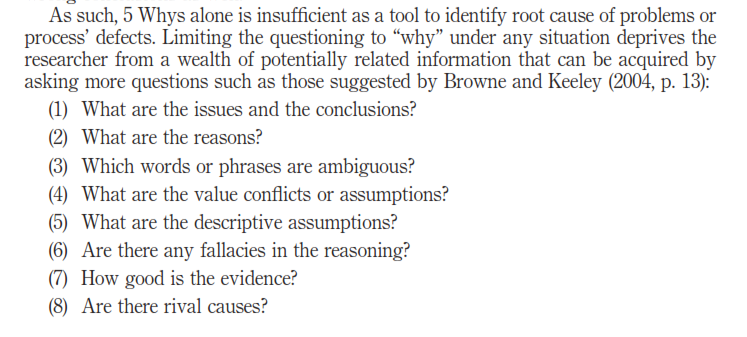 As such, 5 Whys alone is insufficient as a tool to identify root cause of problems or
process’ defects. Limiting the questioning to “why” under any situation deprives the
researcher from a wealth of potentially related information that can be acquired by
asking more questions such as those suggested by Browne and Keeley (2004, p. 13):
(1) What are the issues and the conclusions?
(2) What are the reasons?
(3) Which words or phrases are ambiguous?
(4) What are the value conflicts or assumptions?
(5) What are the descriptive assumptions?
(6) Are there any fallacies in the reasoning?
(7) How good is the evidence?
(8) Are there rival causes?